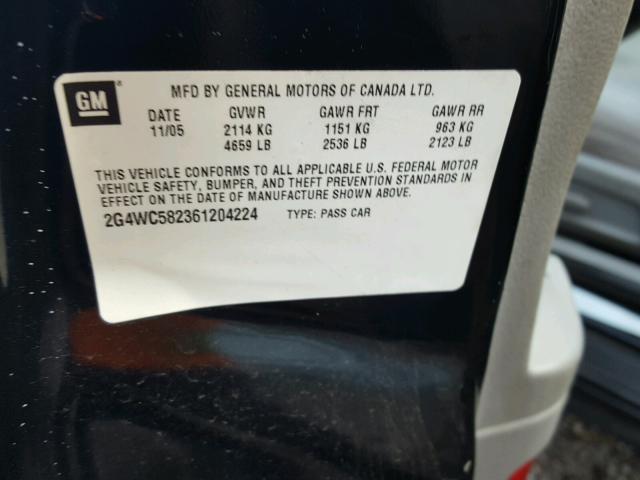 GM
MFD BY GENERAL MOTORS OF CANADA LTD.
DATE GVWR GAWR FRT GAWR RR
11/05 2114 KG 1151 KG 963 KG
4659 LB 2536 LB 2123 LB
THIS VEHICLE CONFORMS TO ALL APPLICABLE U.S. FEDERAL MOTOR
VEHICLE SAFETY, BUMPER, AND THEFT PREVENTION STANDARDS IN
EFFECT ON THE DATE OF MANUFACTURE SHOWN ABOVE.
2G4WC582361204224 TYPE: PASS CAR